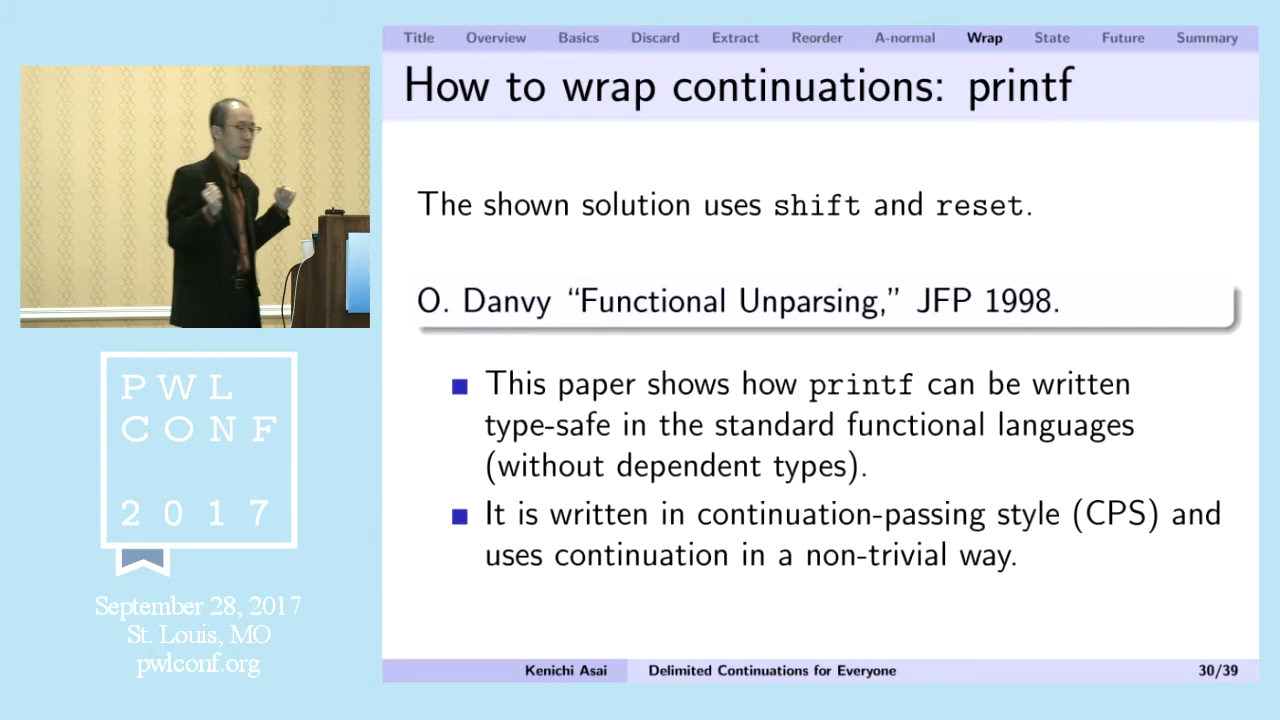 Title Overview Basics Discard Extract Reorder A-normal Wrap State Future Summary
How to wrap continuations: printf
The shown solution uses shift and reset.
O. Danvy “Functional Unparsing,” JFP 1998.
This paper shows how printf can be written
type-safe in the standard functional languages
(without dependent types).
It is written in continuation-passing style (CPS) and
uses continuation in a non-trivial way.
Kenichi Asai Delimited Continuations for Everyone 30/39
PWL
CONF
2017
September 28, 2017
St. Louis, MO
pwlconf.org